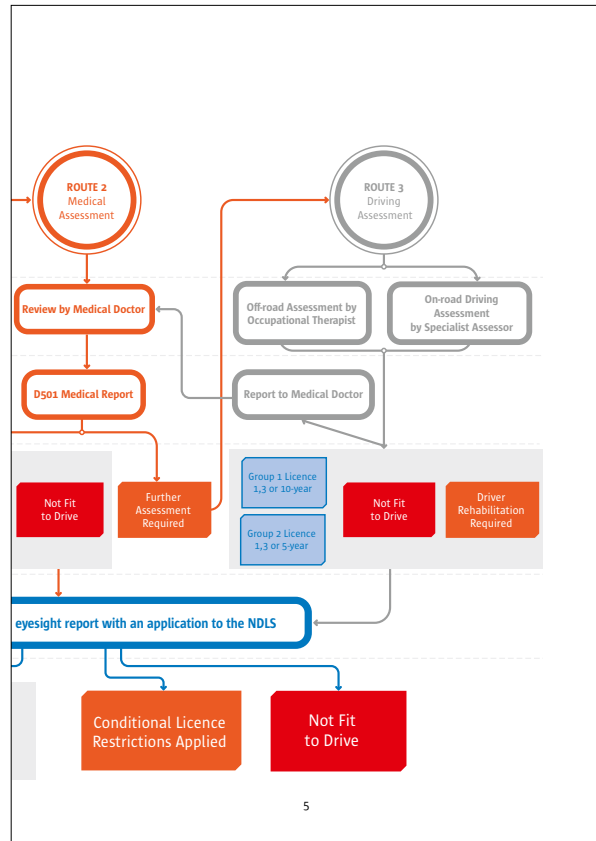 ROUTE 2
Medical
Assessment
ROUTE 3
Driving
Assessment
Review by Medical Doctor
Off-road Assessment by
Occupational Therapist
On-road Driving
Assessment
by Specialist Assessor
D501 Medical Report
Report to Medical Doctor
Not Fit
to Drive
Further
Assessment
Required
Group 1 Licence
1,3 or 10-year
Group 2 Licence
1,3 or 5-year
Not Fit
to Drive
Driver
Rehabilitation
Required
eyesight report with an application to the NDLS
Conditional Licence
Restrictions Applied
Not Fit
to Drive
5